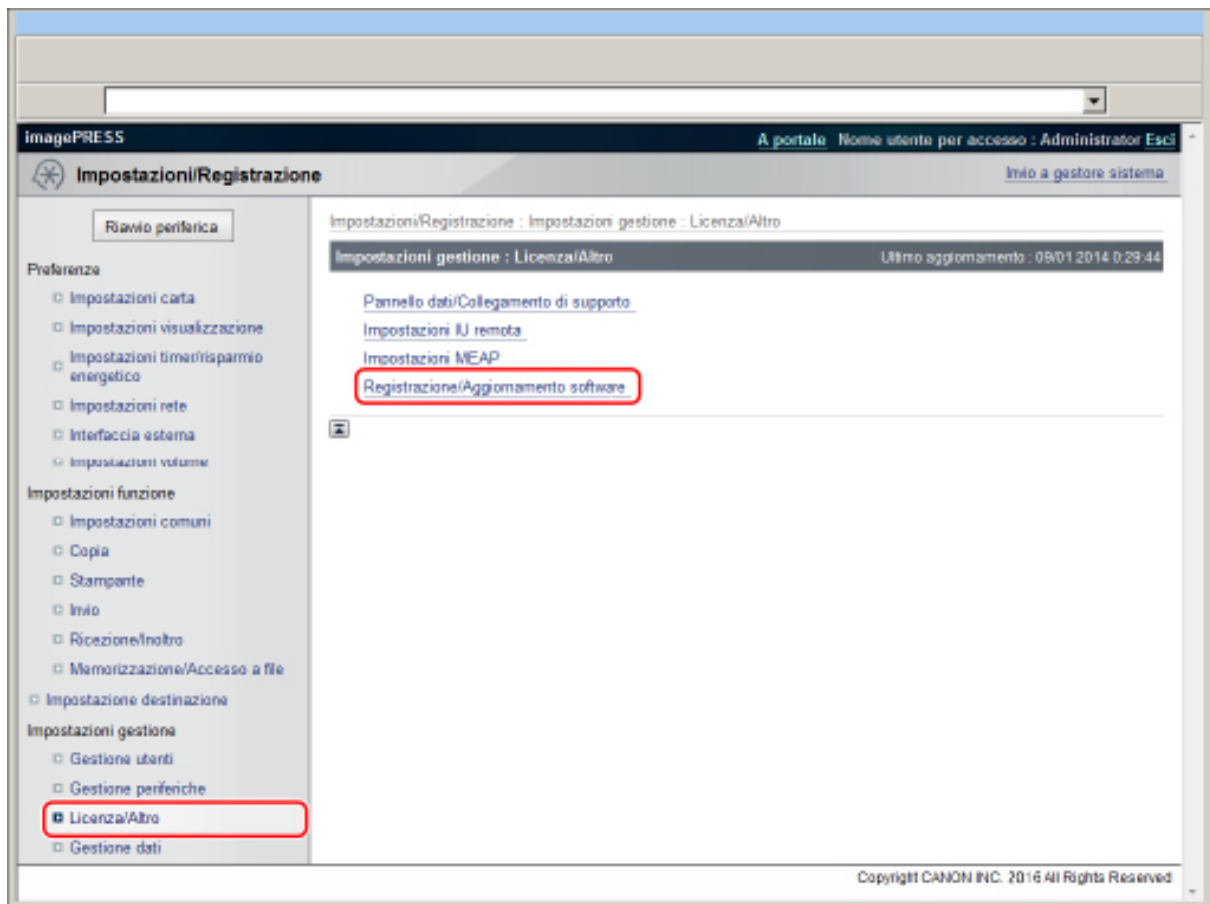 imagePRESS
A portale Nome utente per accesso : Administrator Esci
Impostazioni/Registrazione
Invio a gestore sistema
Riavvio periferica
Preferenze
Impostazioni carta
Impostazioni visualizzazione
Impostazioni timer/risparmio
energetico
Impostazioni rete
Interfaccia esterna
Impostazioni volume
Impostazioni funzione
Impostazioni comuni
Copia
Stampante
Invio
Ricezione/Inoltro
Memorizzazione/Accesso a file
Impostazione destinazione
Impostazioni gestione
Gestione utenti
Gestione periferiche
Licenza/Altro
Gestione dati
Impostazioni/Registrazione : Impostazioni gestione : Licenza/Altro
Impostazioni gestione : Licenza/Altro
Ultimo aggiornamento : 09/01 2014 0:29:44
Pannello dati/Collegamento di supporto
Impostazioni IU remota
Impostazioni MEAP
Registrazione/Aggiornamento software
Copyright CANON INC. 2016 All Rights Reserved